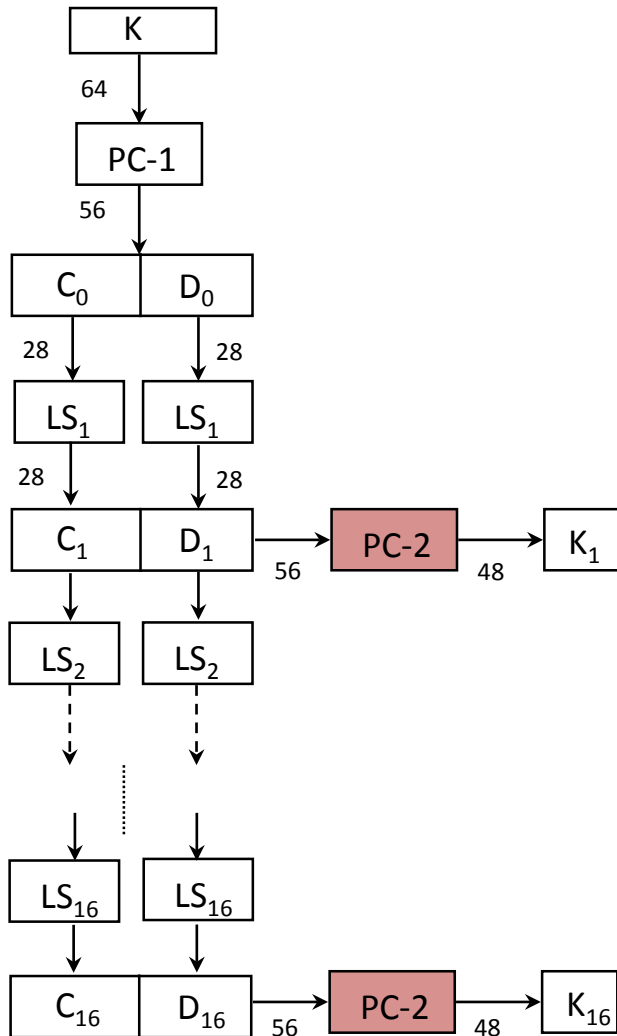 K
64
PC-1
56
C₀ D₀
28 28
LS₁ LS₁
28 28
C₁ D₁ 56 PC-2 48 K₁
LS₂ LS₂
LS₁₆ LS₁₆
C₁₆ D₁₆ 56 PC-2 48 K₁₆